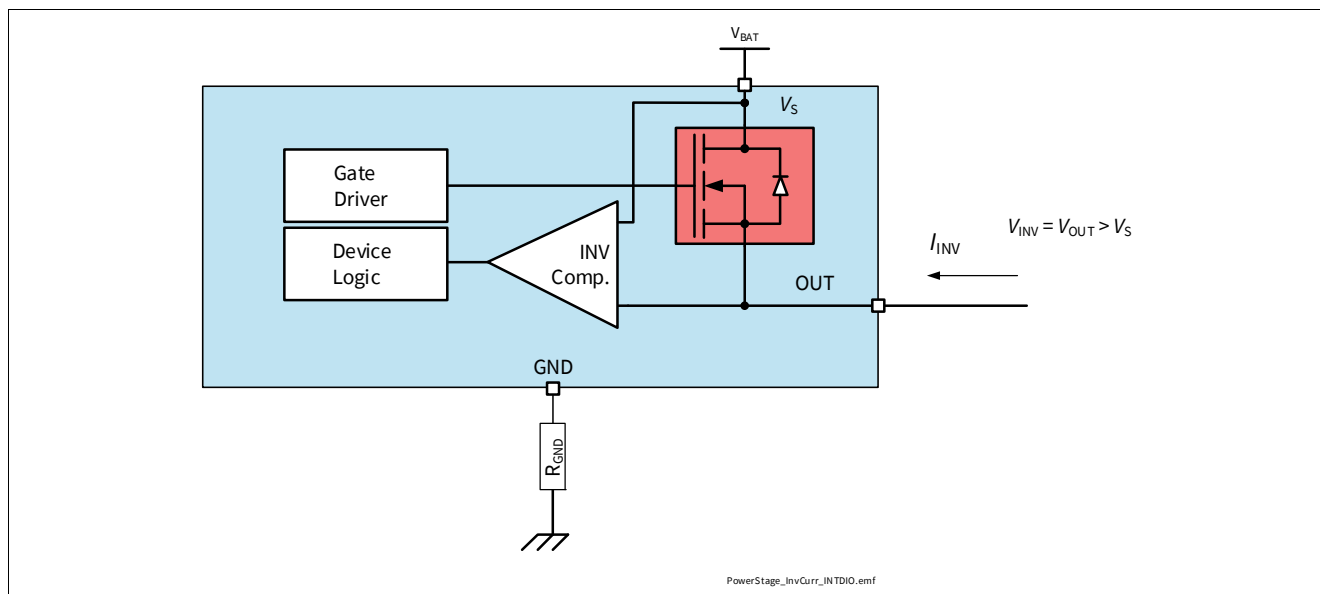 VBAT
VS
Gate
Driver
INV
Comp.
Device
Logic
OUT
IINV
VINV = VOUT > VS
GND
RGND
PowerStage_InvCurr_INTDIO.emf